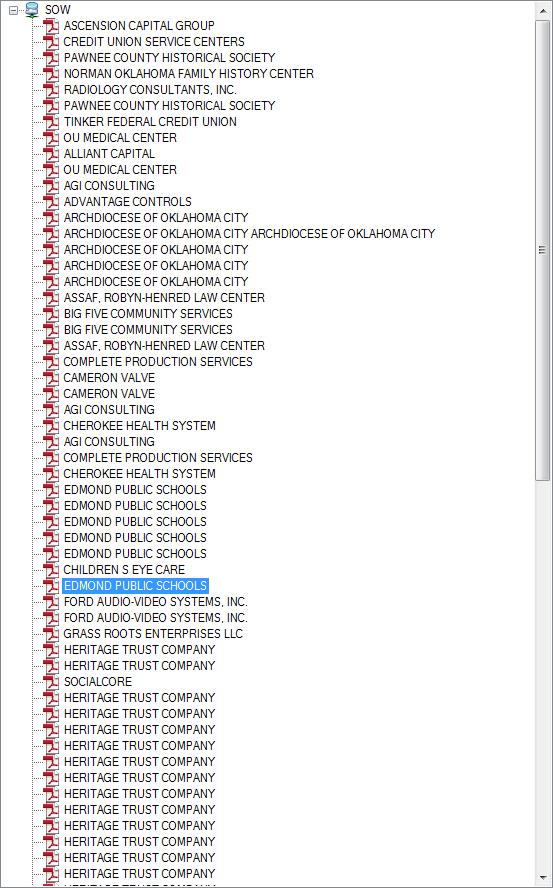 SOW
ASCENSION CAPITAL GROUP
CREDIT UNION SERVICE CENTERS
PAWNEE COUNTY HISTORICAL SOCIETY
NORMAN OKLAHOMA FAMILY HISTORY CENTER
RADIOLOGY CONSULTANTS, INC.
PAWNEE COUNTY HISTORICAL SOCIETY
TINKER FEDERAL CREDIT UNION
OU MEDICAL CENTER
ALLIANT CAPITAL
OU MEDICAL CENTER
AGI CONSULTING
ADVANTAGE CONTROLS
ARCHDIOCESE OF OKLAHOMA CITY
ARCHDIOCESE OF OKLAHOMA CITY ARCHDIOCESE OF OKLAHOMA CITY
ARCHDIOCESE OF OKLAHOMA CITY
ARCHDIOCESE OF OKLAHOMA CITY
ARCHDIOCESE OF OKLAHOMA CITY
ASSAF, ROBYN-HENRED LAW CENTER
BIG FIVE COMMUNITY SERVICES
BIG FIVE COMMUNITY SERVICES
ASSAF, ROBYN-HENRED LAW CENTER
COMPLETE PRODUCTION SERVICES
CAMERON VALVE
CAMERON VALVE
AGI CONSULTING
CHEROKEE HEALTH SYSTEM
AGI CONSULTING
COMPLETE PRODUCTION SERVICES
CHEROKEE HEALTH SYSTEM
EDMOND PUBLIC SCHOOLS
EDMOND PUBLIC SCHOOLS
EDMOND PUBLIC SCHOOLS
EDMOND PUBLIC SCHOOLS
EDMOND PUBLIC SCHOOLS
CHILDREN S EYE CARE
EDMOND PUBLIC SCHOOLS
FORD AUDIO-VIDEO SYSTEMS, INC.
FORD AUDIO-VIDEO SYSTEMS, INC.
GRASS ROOTS ENTERPRISES LLC
HERITAGE TRUST COMPANY
HERITAGE TRUST COMPANY
SOCIALCORE
HERITAGE TRUST COMPANY
HERITAGE TRUST COMPANY
HERITAGE TRUST COMPANY
HERITAGE TRUST COMPANY
HERITAGE TRUST COMPANY
HERITAGE TRUST COMPANY
HERITAGE TRUST COMPANY
HERITAGE TRUST COMPANY
HERITAGE TRUST COMPANY
HERITAGE TRUST COMPANY
HERITAGE TRUST COMPANY
HERITAGE TRUST COMPANY